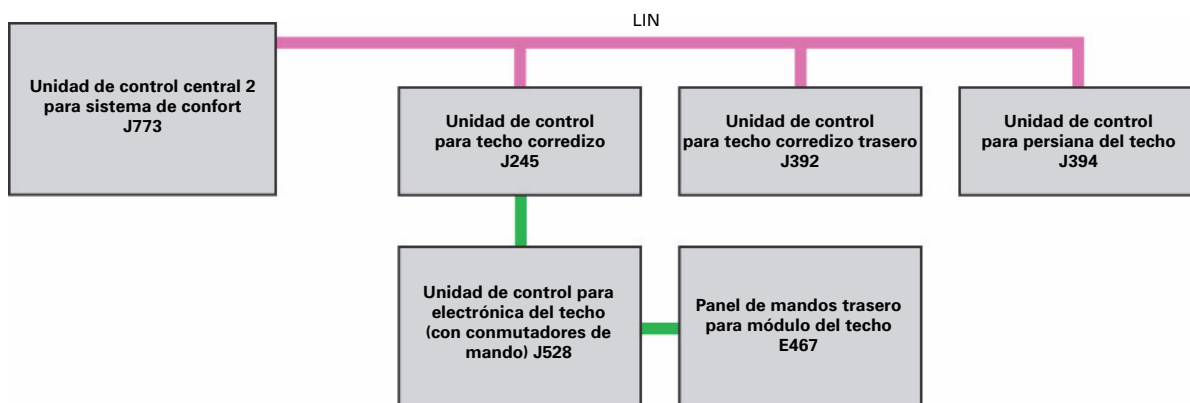 LIN
Unidad de control central 2
para sistema de confort
J773
Unidad de control
para techo corredizo
J245
Unidad de control
para techo corredizo trasero
J392
Unidad de control
para persiana del techo
J394
Unidad de control para
electrónica del techo
(con conmutadores de
mando) J528
Panel de mandos trasero
para módulo del techo
E467